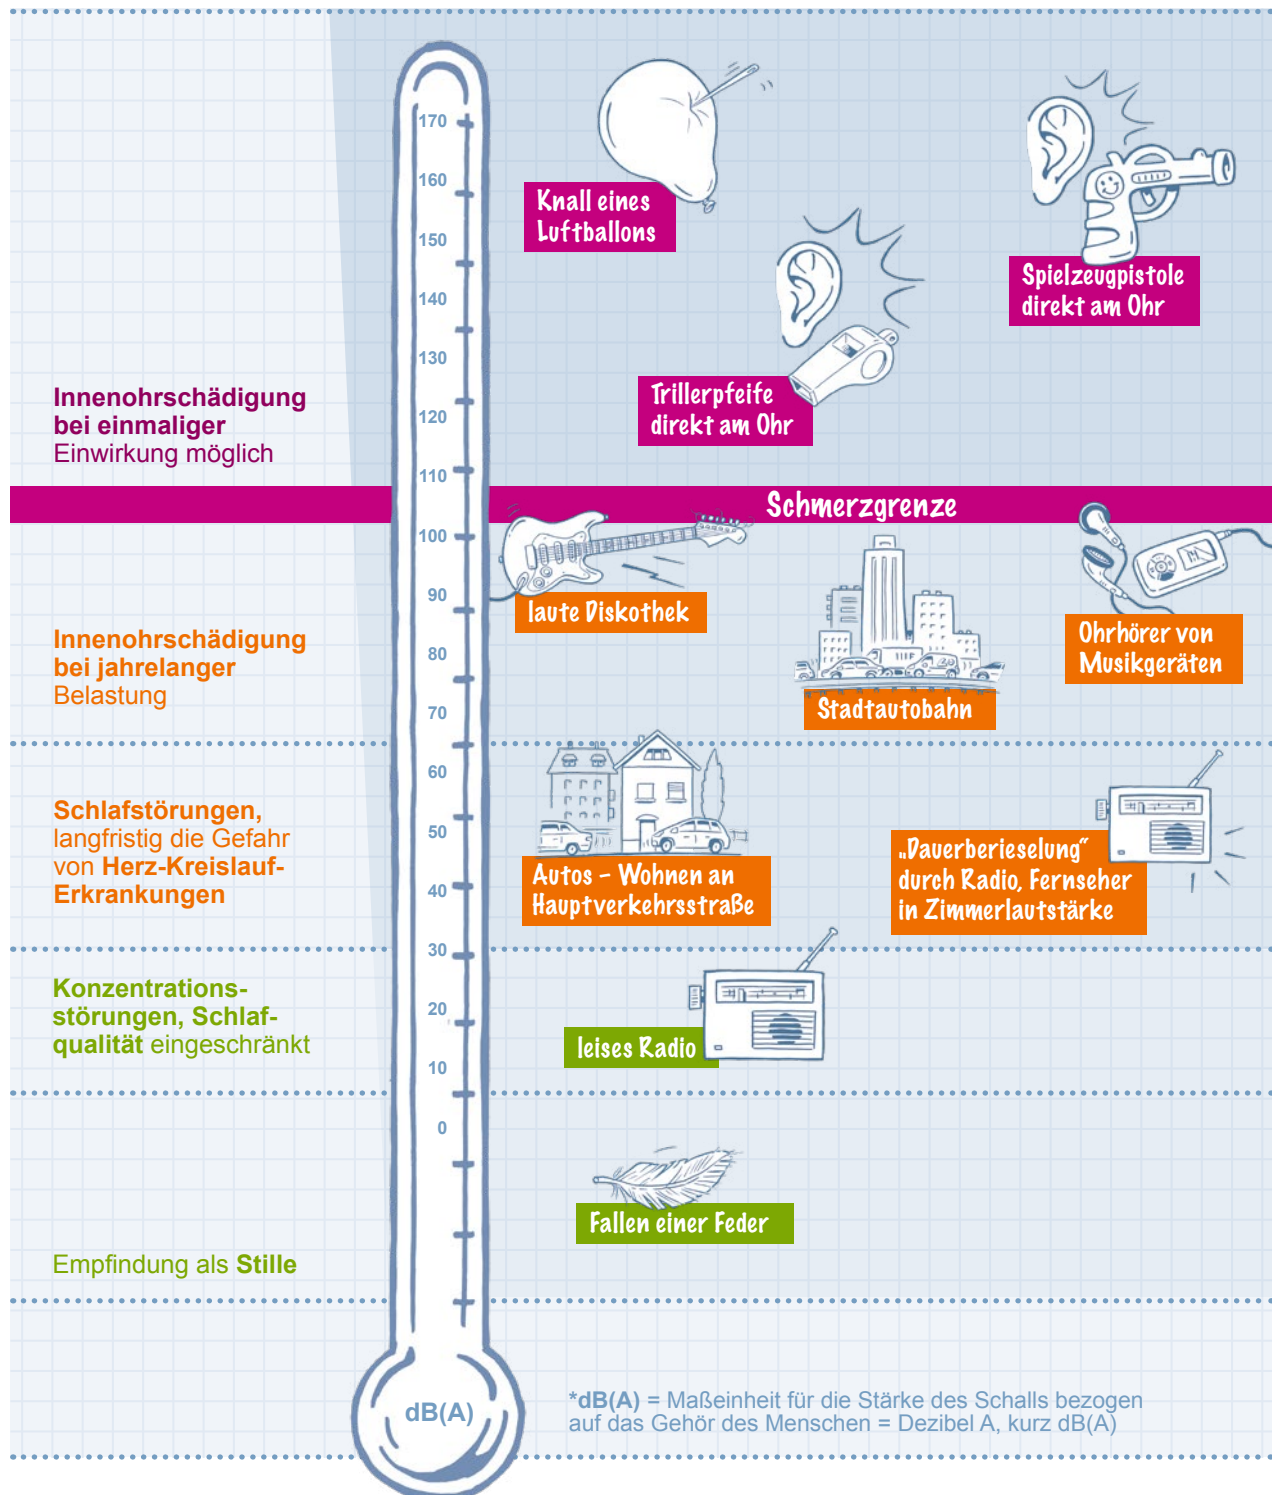 170
160
150
140
130
120
110
100
90
80
70
60
50
40
30
20
10
0
dB(A)
Knall eines
Luftballons
Spielzeugpistole
direkt am Ohr
Trillerpfeife
direkt am Ohr
Innenohrschädigung
bei einmaliger
Einwirkung möglich
Schmerzgrenze
laute Diskothek
Ohrhörer von
Musikgeräten
Stadtautobahn
Innenohrschädigung
bei jahrelanger
Belastung
Schlafstörungen,
langfristig die Gefahr
von Herz-Kreislauf-
Erkrankungen
Autos – Wohnen an
Hauptverkehrsstraße
„Dauerberieselung“
durch Radio, Fernseher
in Zimmerlautstärke
Konzentrations-
störungen, Schlaf-
qualität eingeschränkt
leises Radio
Fallen einer Feder
Empfindung als Stille
*dB(A) = Maßeinheit für die Stärke des Schalls bezogen
auf das Gehör des Menschen = Dezibel A, kurz dB(A)